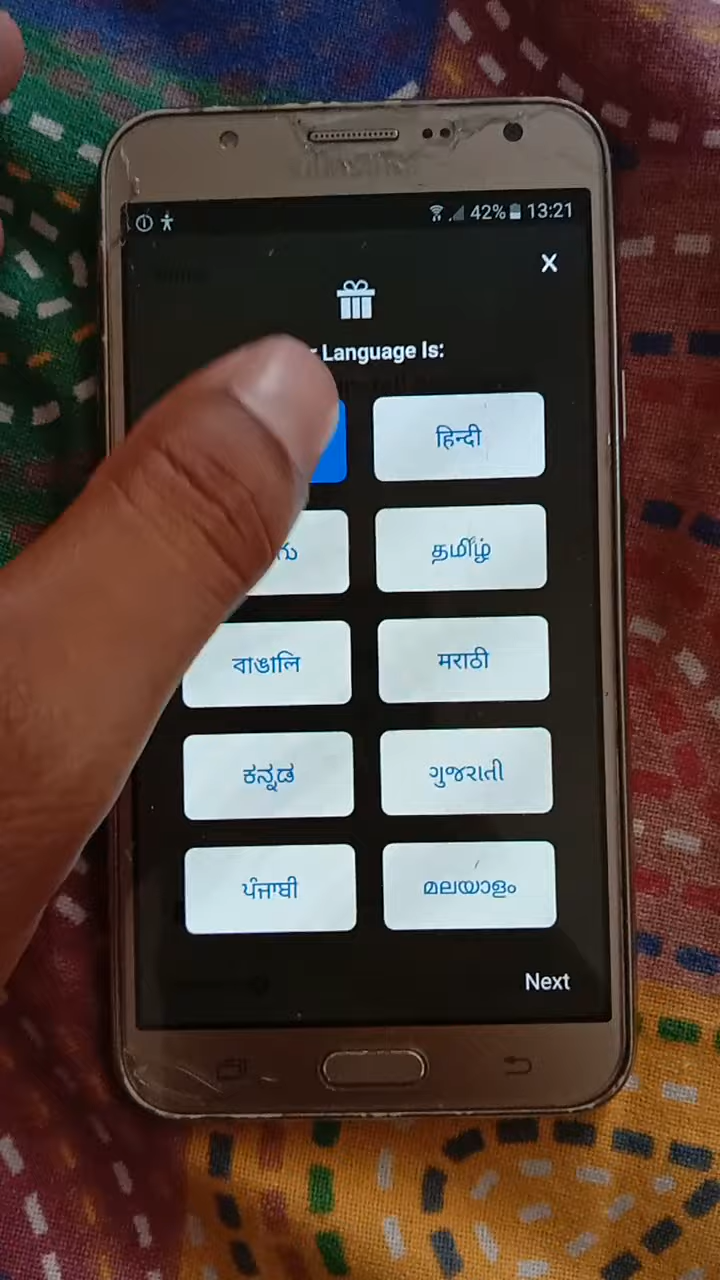 42% 13:21
X
Language Is:
हिन्दी
தமிழ்
বাঙালি
मराठी
ಕನ್ನಡ
ગુજરાતી
ਪੰਜਾਬੀ
മലയാളം
Next